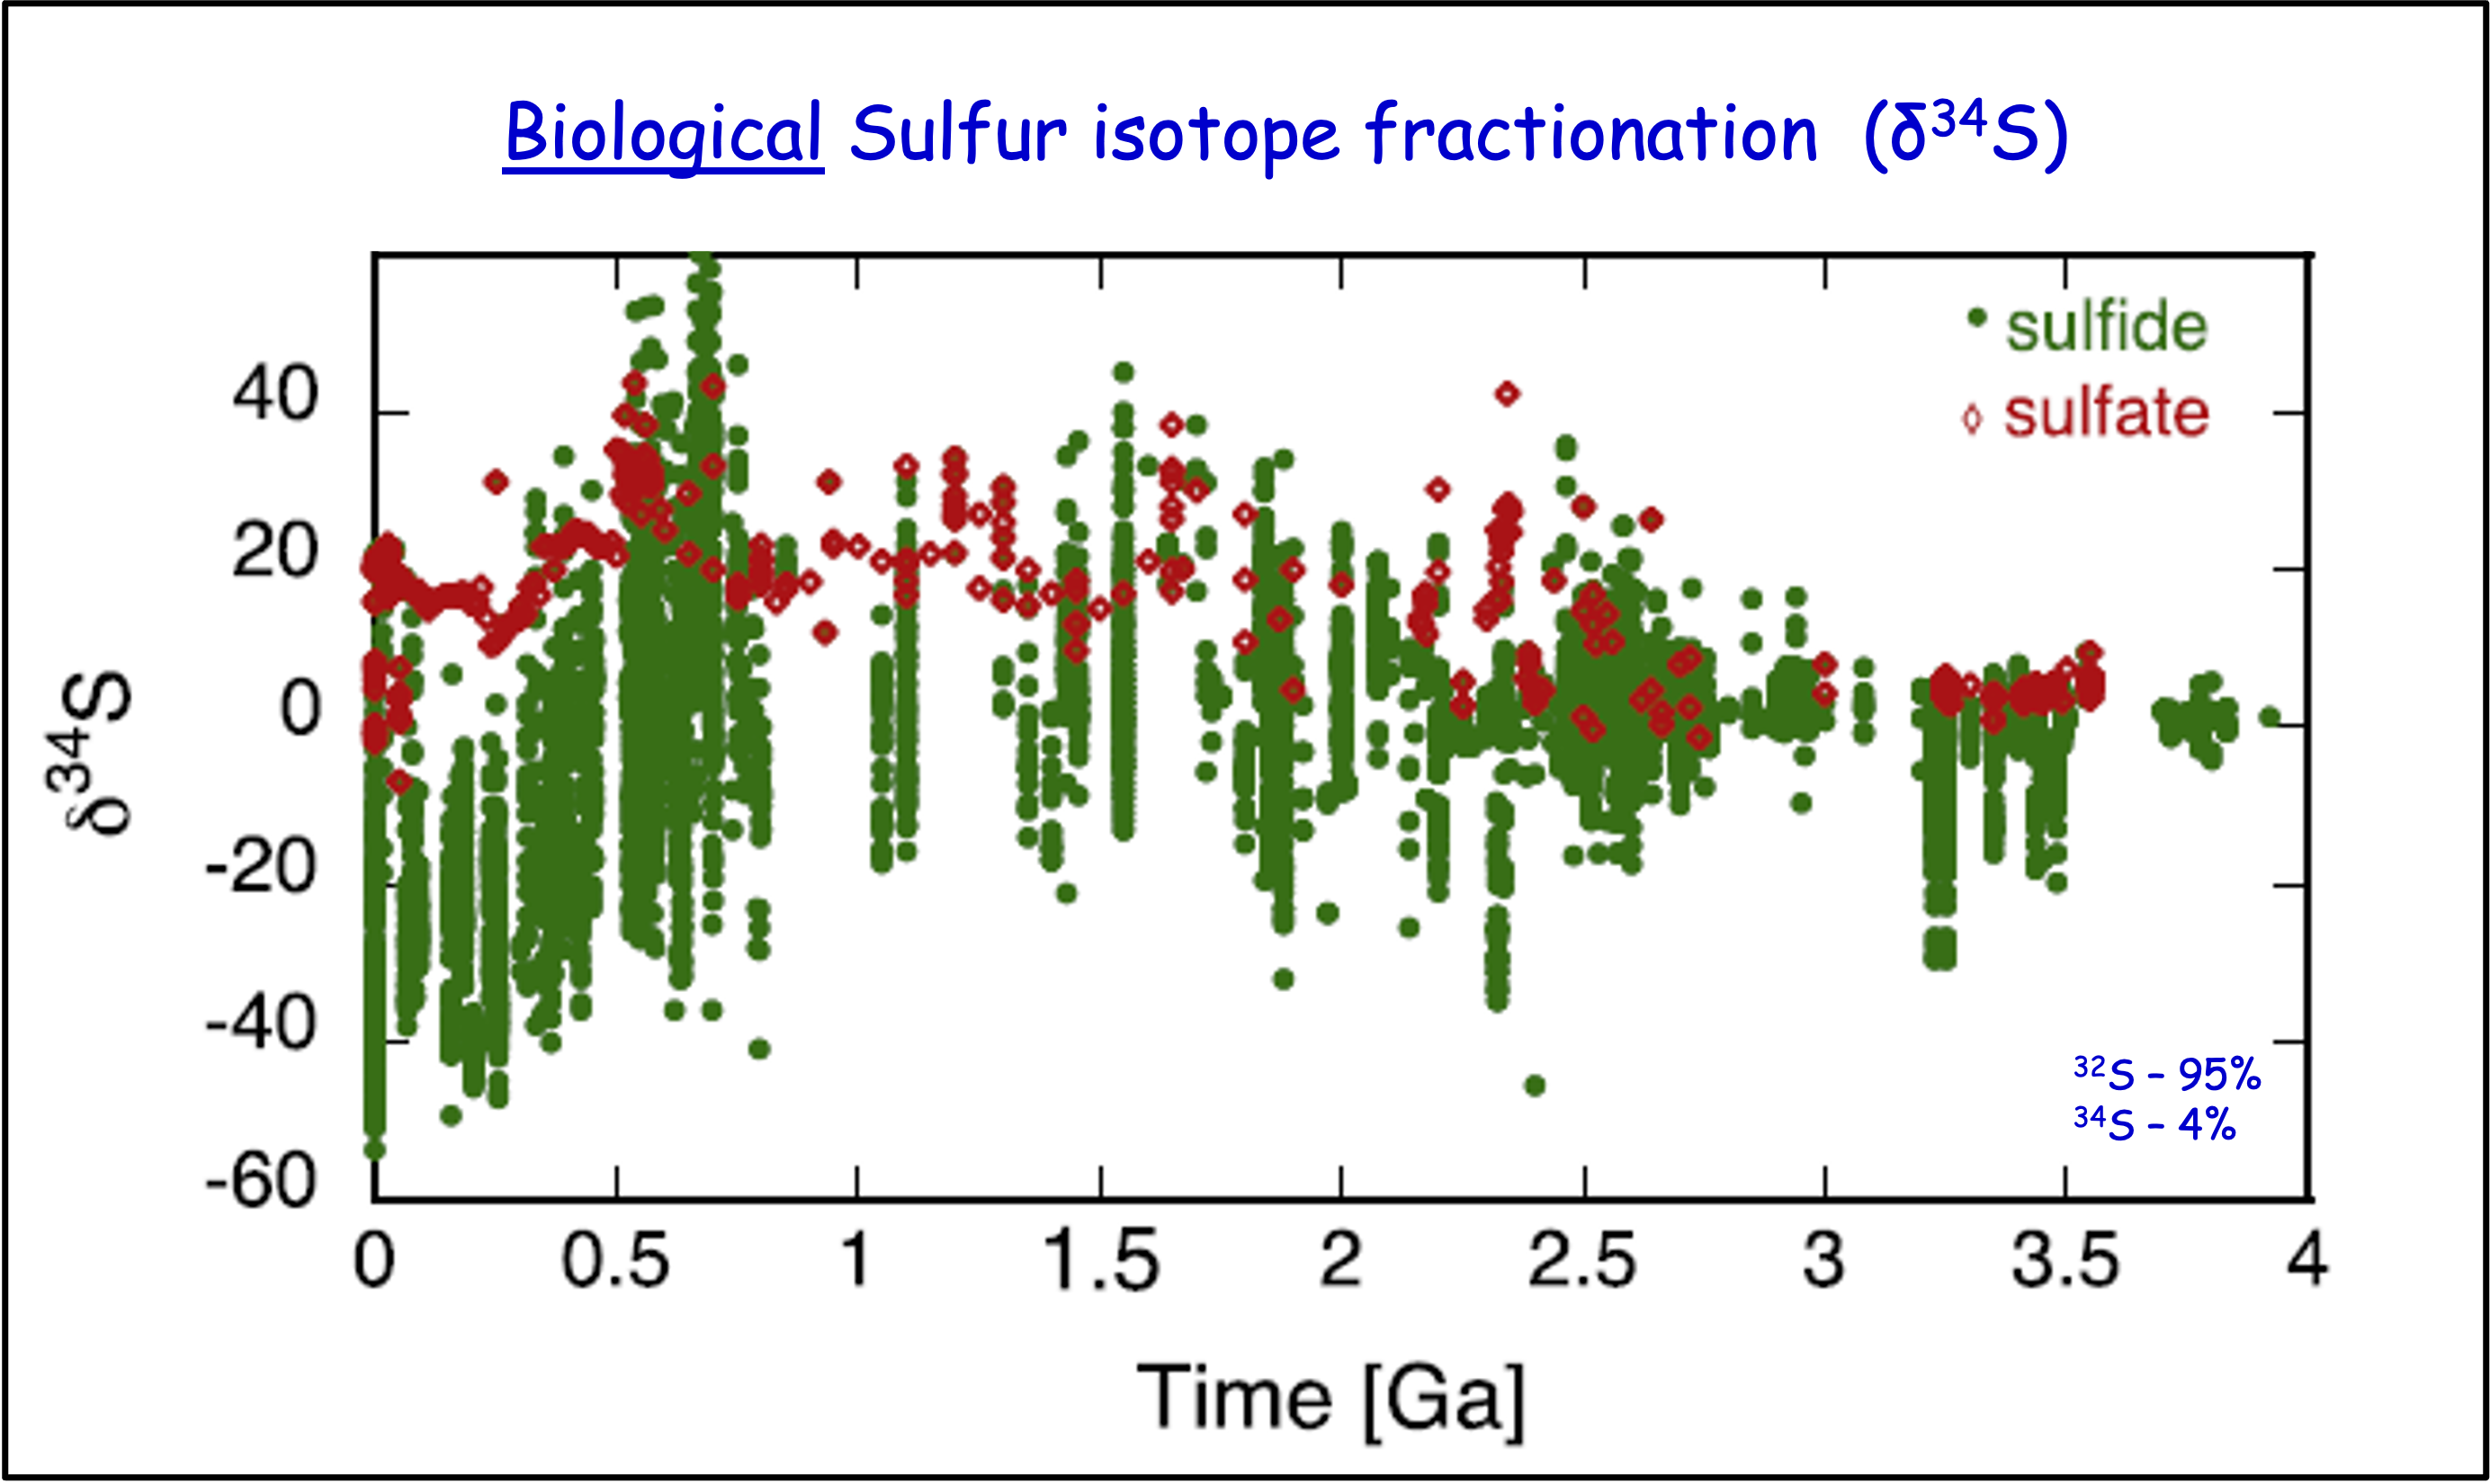 Biological Sulfur isotope fractionation (δ³⁴S)
sulfide
sulfate
40
20
0
-20
-40
-60
δ³⁴S
³²S – 95%
³⁴S – 4%
0 0.5 1 1.5 2 2.5 3 3.5 4
Time [Ga]